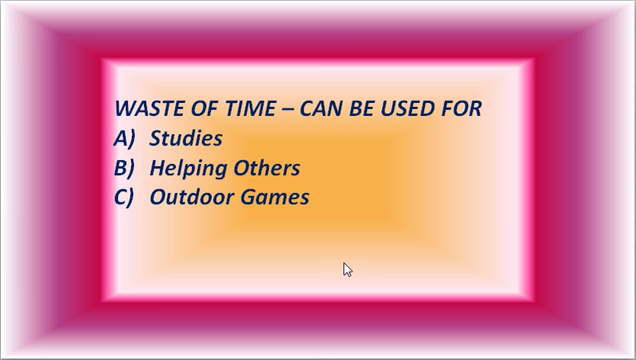 WASTE OF TIME – CAN BE USED FOR
A) Studies
B) Helping Others
C) Outdoor Games